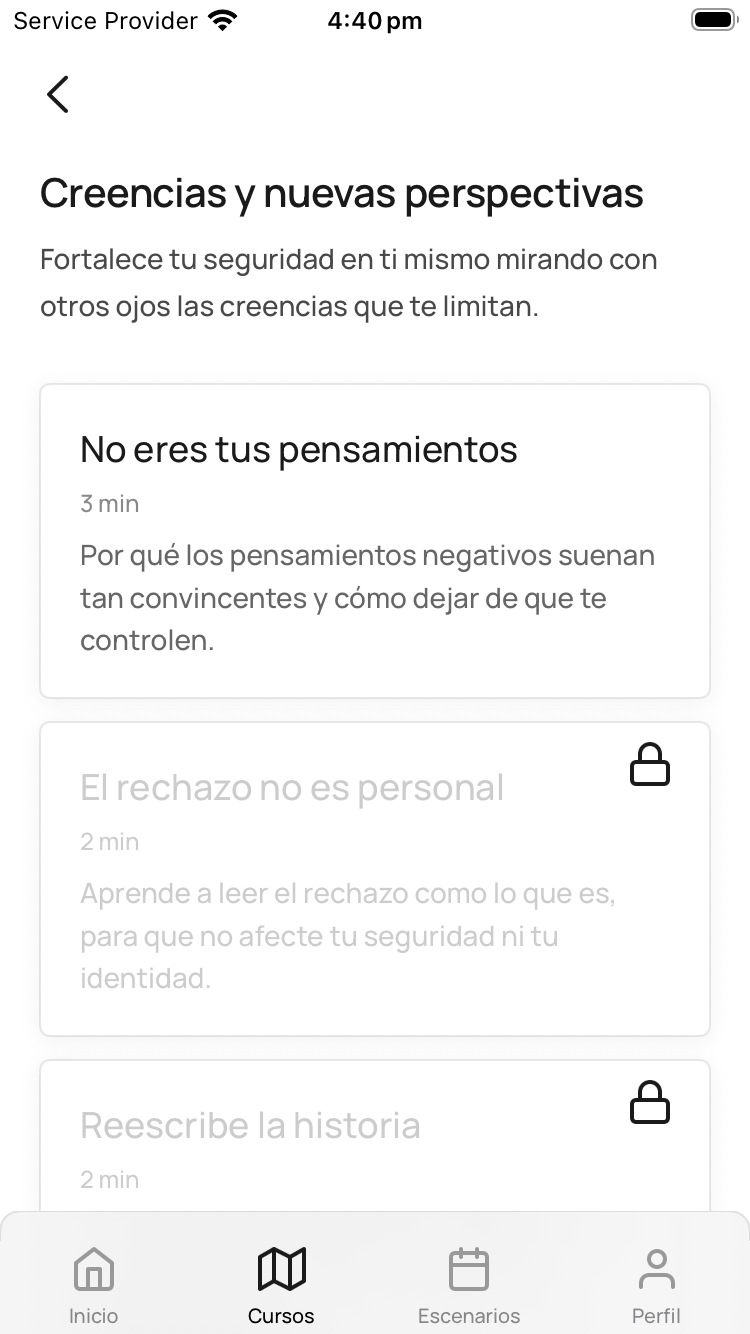 Service Provider 4:40 pm
Creencias y nuevas perspectivas
Fortalece tu seguridad en ti mismo mirando con
otros ojos las creencias que te limitan.
No eres tus pensamientos
3 min
Por qué los pensamientos negativos suenan
tan convincentes y cómo dejar de que te
controlen.
El rechazo no es personal
2 min
Aprende a leer el rechazo como lo que es,
para que no afecte tu seguridad ni tu
identidad.
Reescribe la historia
2 min
Inicio Cursos Escenarios Perfil